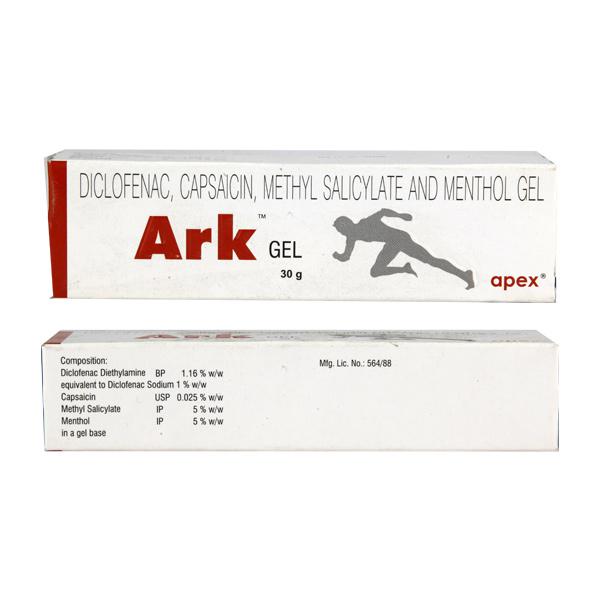 DICLOFENAC, CAPSAICIN, METHYL SALICYLATE AND MENTHOL GEL
Ark™ GEL
30 g
apex®
Ark GEL
Composition:
Diclofenac Diethylamine BP 1.16 % w/w
equivalent to Diclofenac Sodium 1 % w/w
Capsaicin USP 0.025 % w/w
Methyl Salicylate IP 5 % w/w
Menthol IP 5 % w/w
in a gel base
Mfg. Lic. No.: 564/88